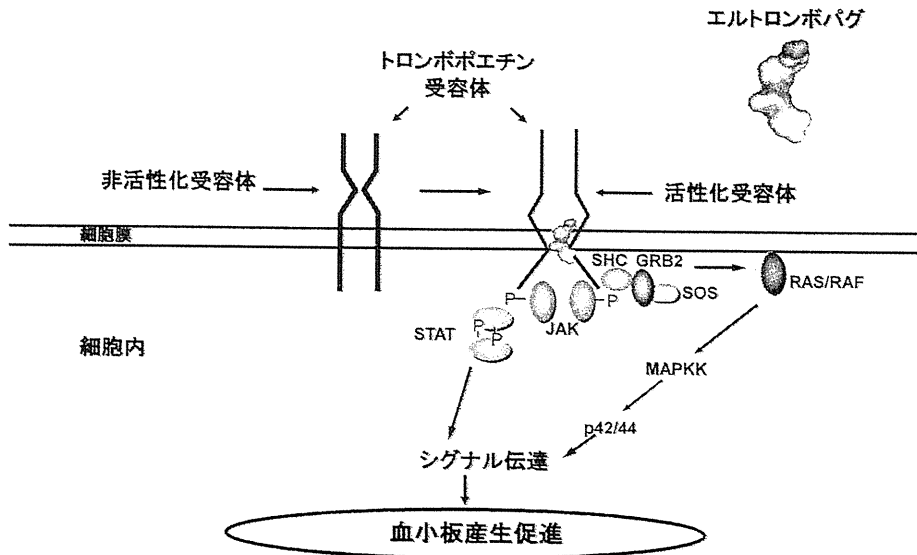 エルトロンボパグ
トロンボポエチン
受容体
非活性化受容体
活性化受容体
細胞膜
SHC GRB2
SOS
RAS/RAF
P
P
JAK
STAT
P
P
細胞内
MAPKK
p42/44
シグナル伝達
血小板産生促進